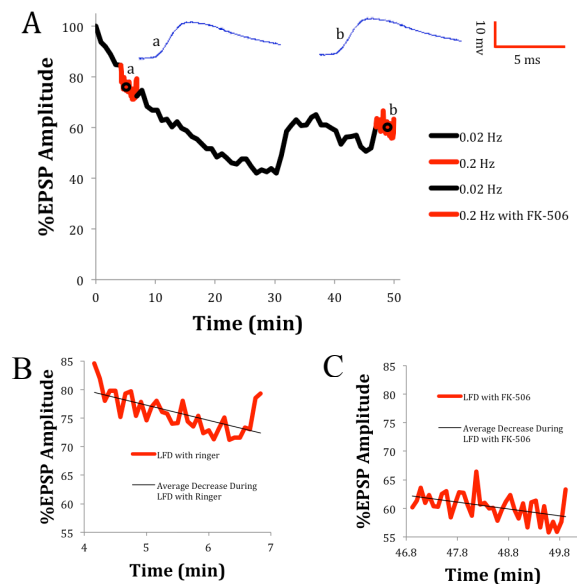 A
a
b
10 mv
5 ms
a
b
%EPSP Amplitude
100
80
60
40
20
0
0
10
20
30
40
50
Time (min)
0.02 Hz
0.2 Hz
0.02 Hz
0.2 Hz with FK-506
B
%EPSP Amplitude
85
80
75
70
65
60
55
4
5
6
7
Time (min)
LFD with ringer
Average Decrease During
LFD with Ringer
C
%EPSP Amplitude
85
80
75
70
65
60
55
46.8
47.8
48.8
49.8
Time (min)
LFD with FK-506
Average Decrease During
LFD with FK-506